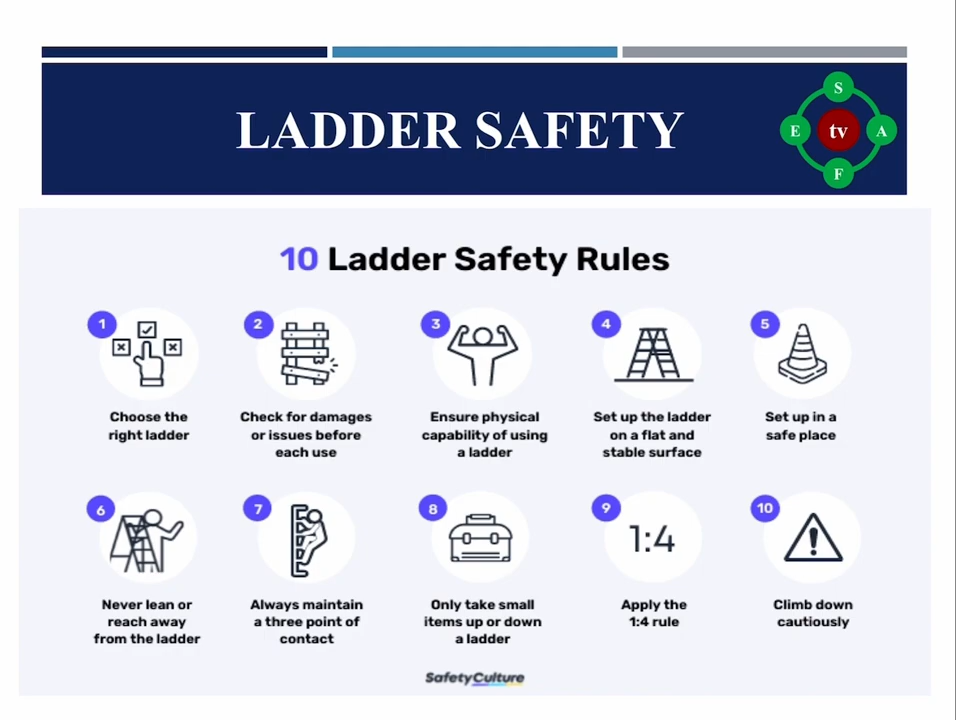 LADDER SAFETY
S
E
tv
A
F
10 Ladder Safety Rules
1
2
3
4
5
Choose the
right ladder
Check for damages
or issues before
each use
Ensure physical
capability of using
a ladder
Set up the ladder
on a flat and
stable surface
Set up in a
safe place
6
7
8
9
1:4
10
Never lean or
reach away
from the ladder
Always maintain
a three point of
contact
Only take small
items up or down
a ladder
Apply the
1:4 rule
Climb down
cautiously
SafetyCulture